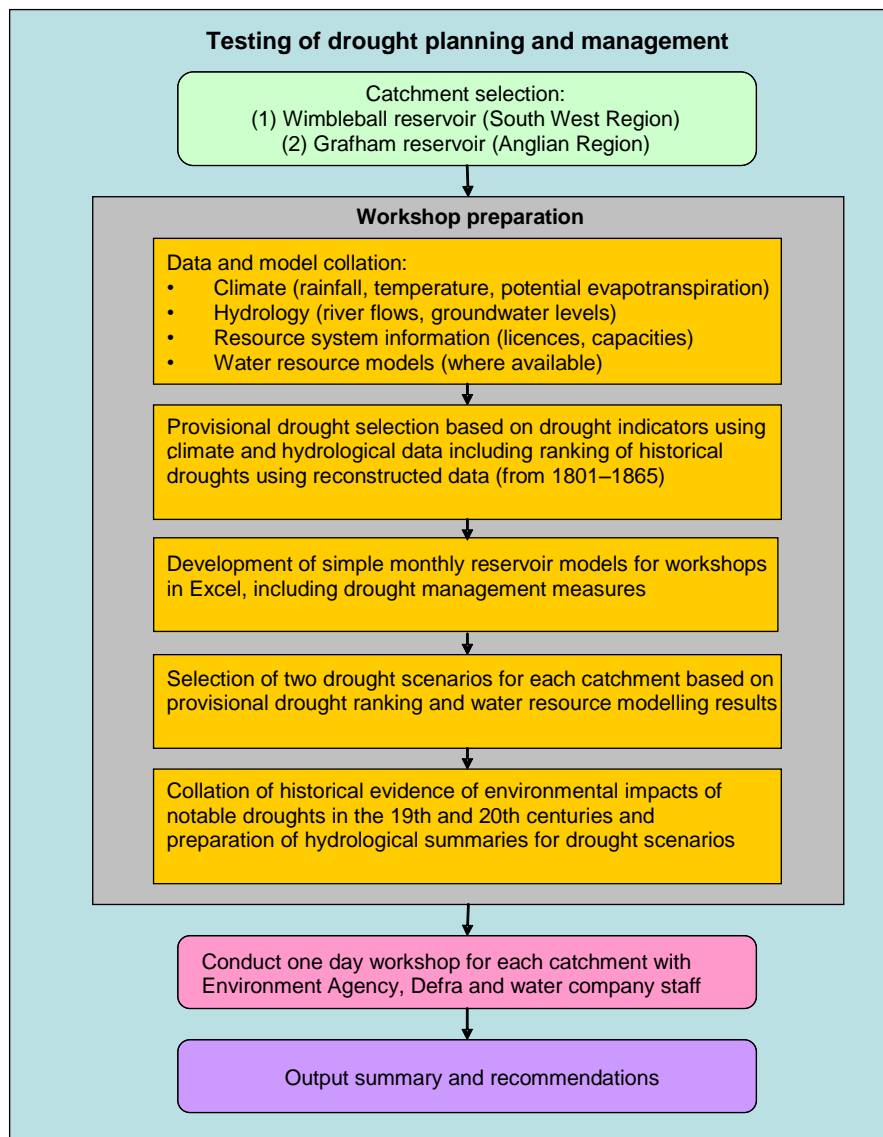 Testing of drought planning and management
Catchment selection:
(1) Wimbleball reservoir (South West Region)
(2) Grafham reservoir (Anglian Region)
Workshop preparation
Data and model collation:
• Climate (rainfall, temperature, potential evapotranspiration)
• Hydrology (river flows, groundwater levels)
• Resource system information (licences, capacities)
• Water resource models (where available)
Provisional drought selection based on drought indicators using
climate and hydrological data including ranking of historical
droughts using reconstructed data (from 1801–1865)
Development of simple monthly reservoir models for workshops
in Excel, including drought management measures
Selection of two drought scenarios for each catchment based on
provisional drought ranking and water resource modelling results
Collation of historical evidence of environmental impacts of
notable droughts in the 19th and 20th centuries and
preparation of hydrological summaries for drought scenarios
Conduct one day workshop for each catchment with
Environment Agency, Defra and water company staff
Output summary and recommendations